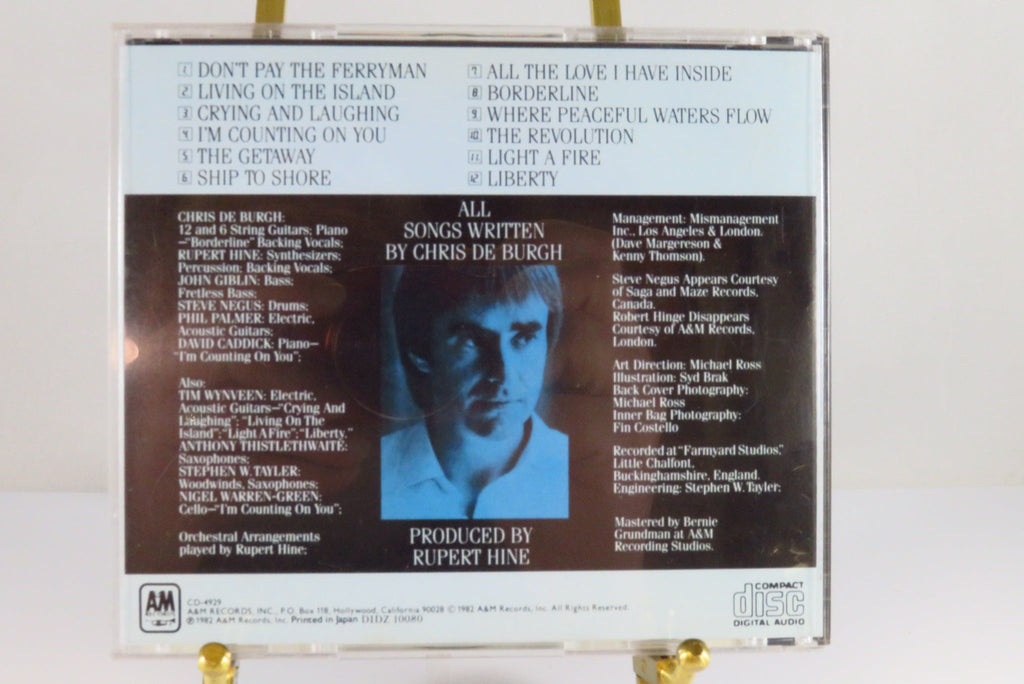 1. DON'T PAY THE FERRYMAN
2. LIVING ON THE ISLAND
3. CRYING AND LAUGHING
4. I'M COUNTING ON YOU
5. THE GETAWAY
6. SHIP TO SHORE
7. ALL THE LOVE I HAVE INSIDE
8. BORDERLINE
9. WHERE PEACEFUL WATERS FLOW
10. THE REVOLUTION
11. LIGHT A FIRE
12. LIBERTY
CHRIS DE BURGH:
12 and 6 String Guitars; Piano
–"Borderline" Backing Vocals;
RUPERT HINE: Synthesizers;
Percussion; Backing Vocals;
JOHN GIBLIN: Bass;
Fretless Bass;
STEVE NEGUS: Drums;
PHIL PALMER: Electric,
Acoustic Guitars;
DAVID CADDICK: Piano–
"I'm Counting On You";
Also:
TIM WYNVEEN: Electric,
Acoustic Guitars–"Crying And
Laughing"; "Living On The
Island"; "Light A Fire"; "Liberty."
ANTHONY THISTLETHWAITE:
Saxophones;
STEPHEN W. TAYLER:
Woodwinds, Saxophones;
NIGEL WARREN-GREEN:
Cello–"I'm Counting On You";
Orchestral Arrangements
played by Rupert Hine;
ALL
SONGS WRITTEN
BY CHRIS DE BURGH
PRODUCED BY
RUPERT HINE
Management: Mismanagement
Inc., Los Angeles & London.
(Dave Margereson &
Kenny Thomson).
Steve Negus Appears Courtesy
of Saga and Maze Records,
Canada.
Robert Hinge Disappears
Courtesy of A&M Records,
London.
Art Direction: Michael Ross
Illustration: Syd Brak
Back Cover Photography:
Michael Ross
Inner Bag Photography:
Fin Costello
Recorded at "Farmyard Studios,"
Little Chalfont,
Buckinghamshire, England.
Engineering: Stephen W. Tayler;
Mastered by Bernie
Grundman at A&M
Recording Studios.
AM
RECORDS
CD-4929
A&M RECORDS, INC., P.O. Box 118, Hollywood, California 90028 © 1982 A&M Records, Inc. All Rights Reserved.
℗ 1982 A&M Records, Inc. Printed in Japan DIDZ 10080
COMPACT
disc
DIGITAL AUDIO